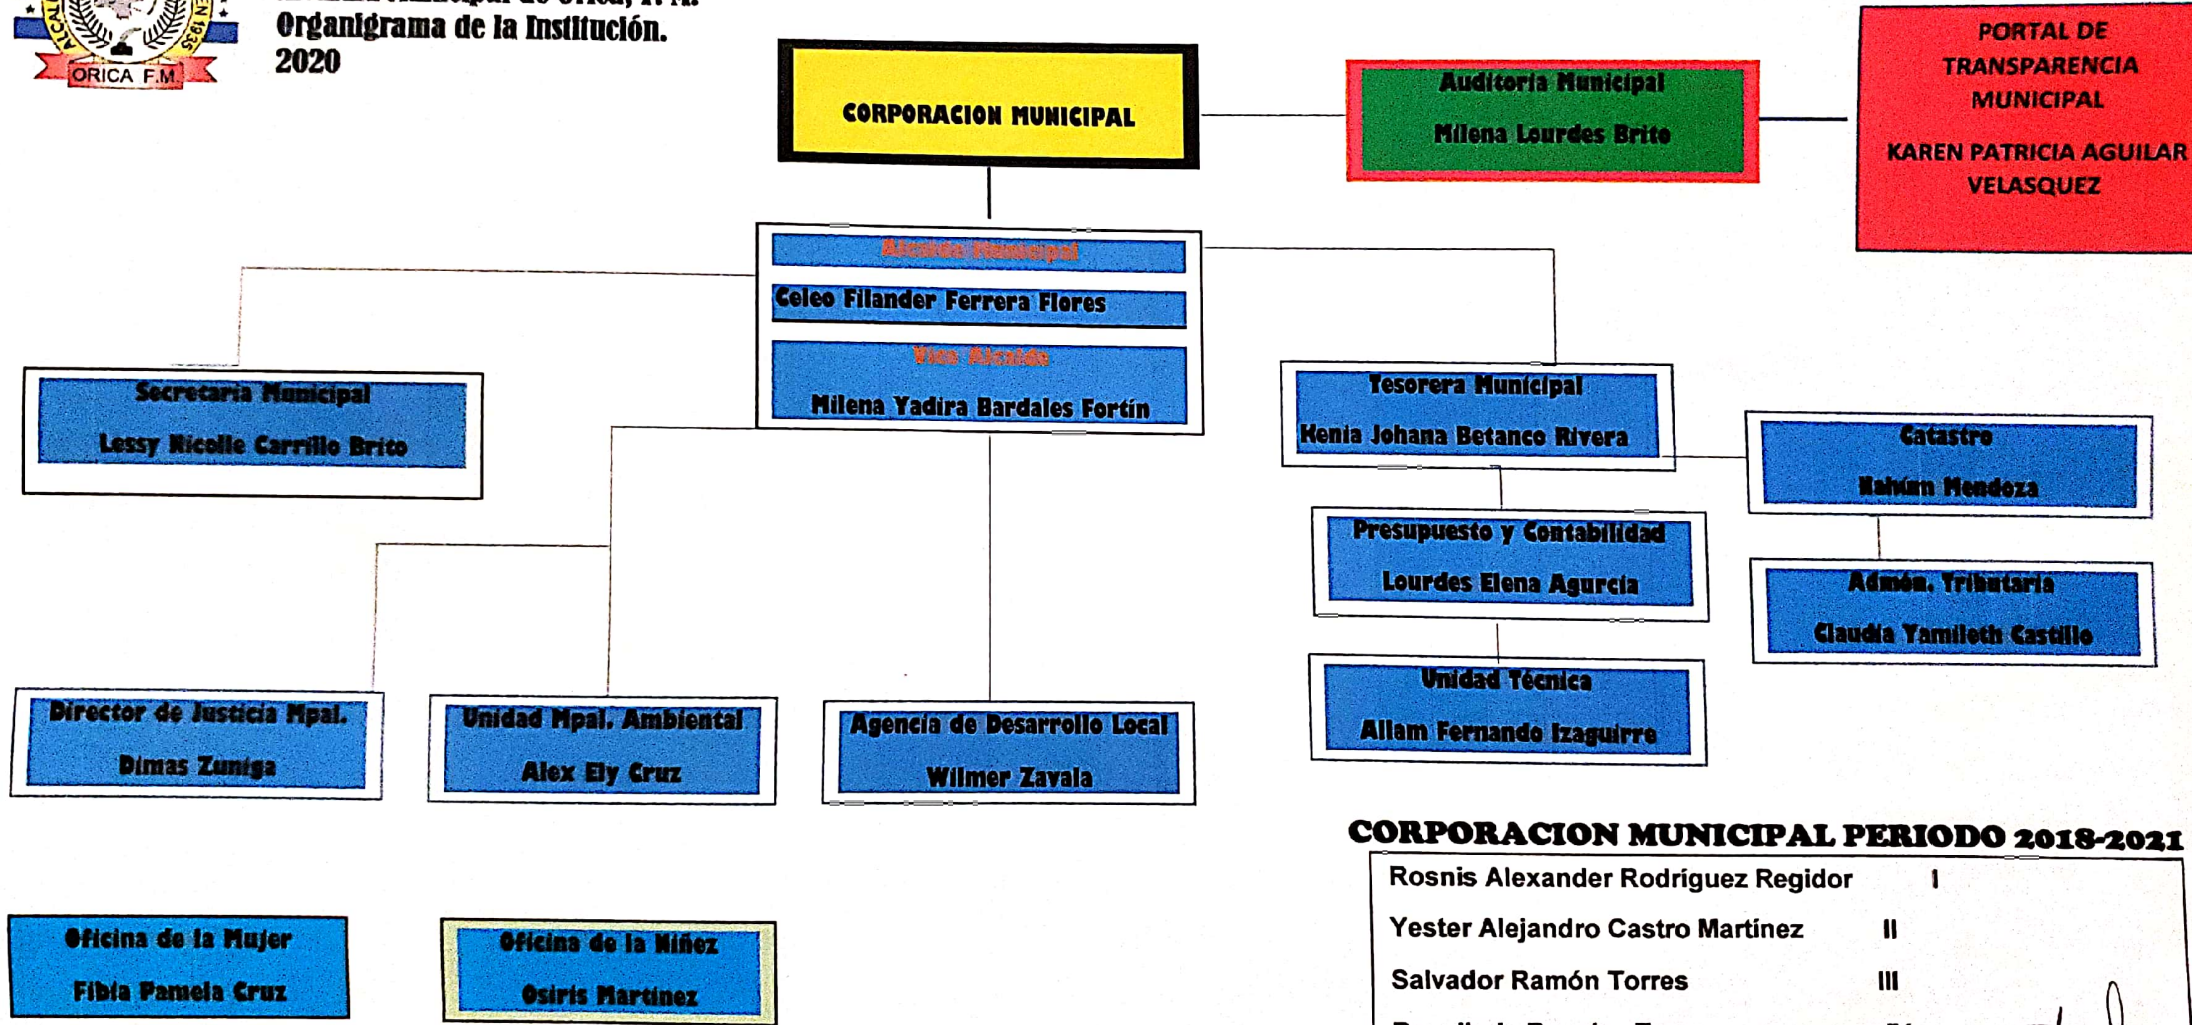 ORICA F.M.
EN 1935
Organigrama de la Institución.
2020
CORPORACION MUNICIPAL
Auditoria Municipal
Milena Lourdes Brito
PORTAL DE
TRANSPARENCIA
MUNICIPAL
KAREN PATRICIA AGUILAR
VELASQUEZ
Alcalde Municipal
Celeo Filander Ferrera Flores
Vice Alcalde
Milena Yadira Bardales Fortín
Secretaria Municipal
Lessy Nicolle Carrillo Brito
Tesorera Municipal
Kenia Johana Betanco Rivera
Catastro
Nahúm Mendoza
Presupuesto y Contabilidad
Lourdes Elena Agurcia
Admón. Tributaria
Claudia Yamileth Castillo
Unidad Técnica
Allam Fernando Izaguirre
Director de Justicia Mpal.
Dimas Zuniga
Unidad Mpal. Ambiental
Alex Ely Cruz
Agencia de Desarrollo Local
Wilmer Zavala
Oficina de la Mujer
Fibia Pamela Cruz
Oficina de la Niñez
Osiris Martínez
CORPORACION MUNICIPAL PERIODO 2018-2021
Rosnis Alexander Rodríguez Regidor I
Yester Alejandro Castro Martínez II
Salvador Ramón Torres III